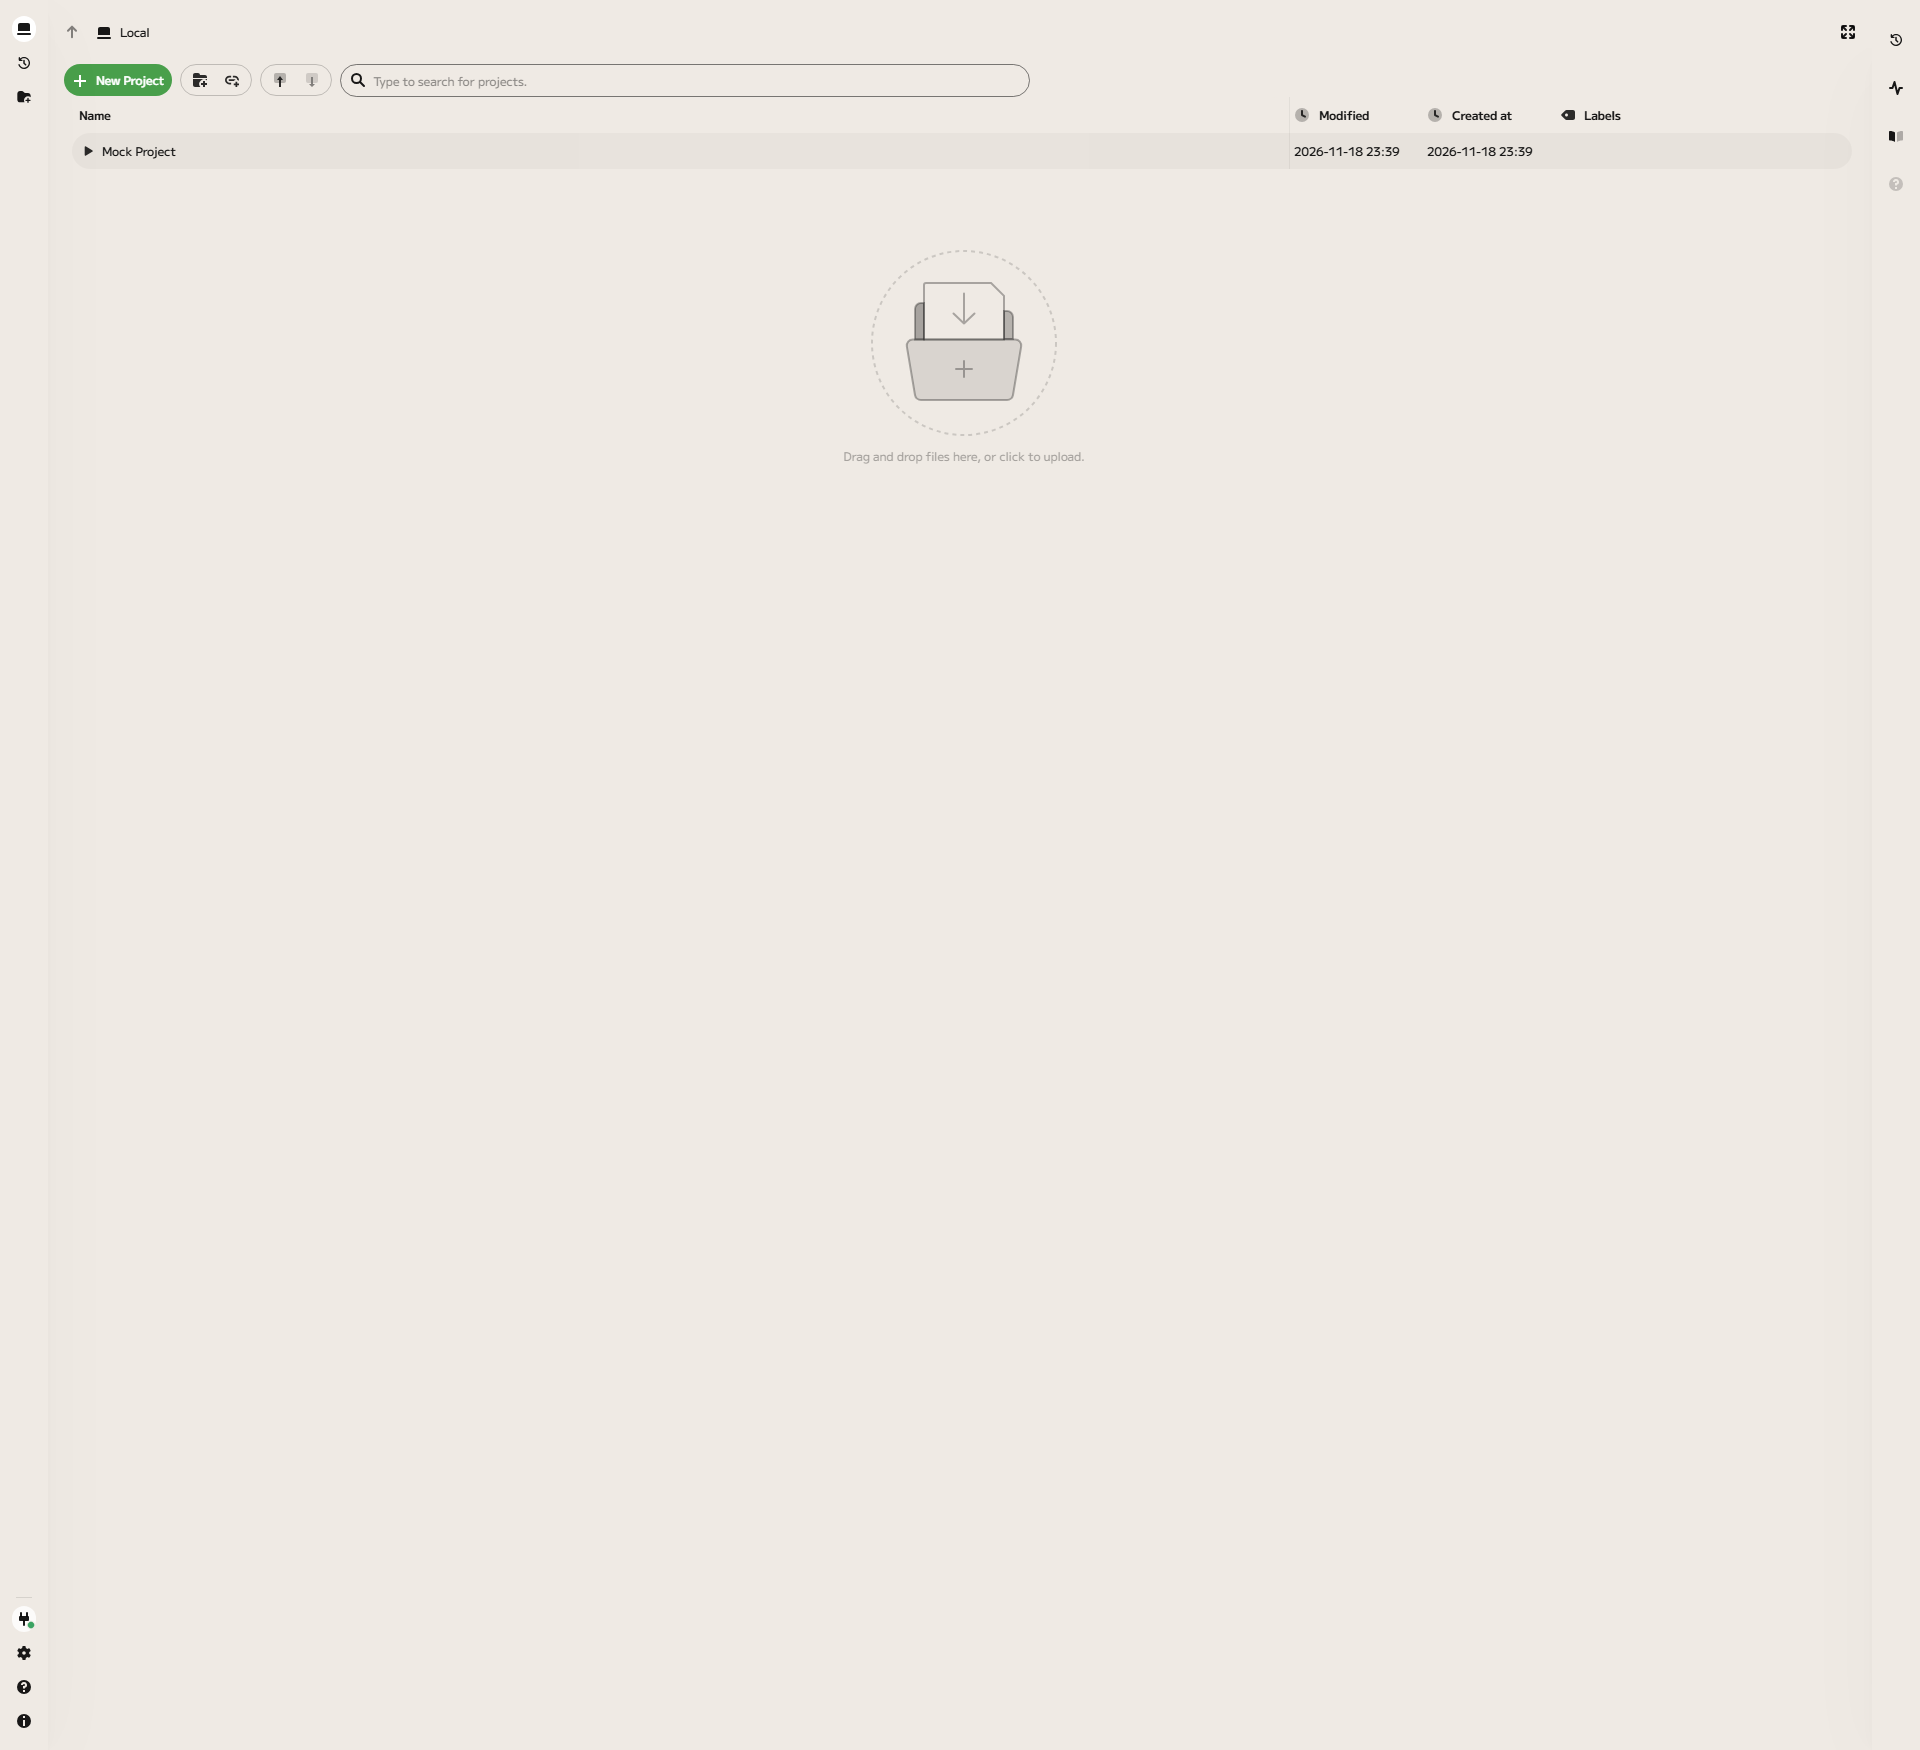 Local
New Project
Type to search for projects.
Name Modified Created at Labels
Mock Project 2026-11-18 23:39 2026-11-18 23:39
Drag and drop files here, or click to upload.